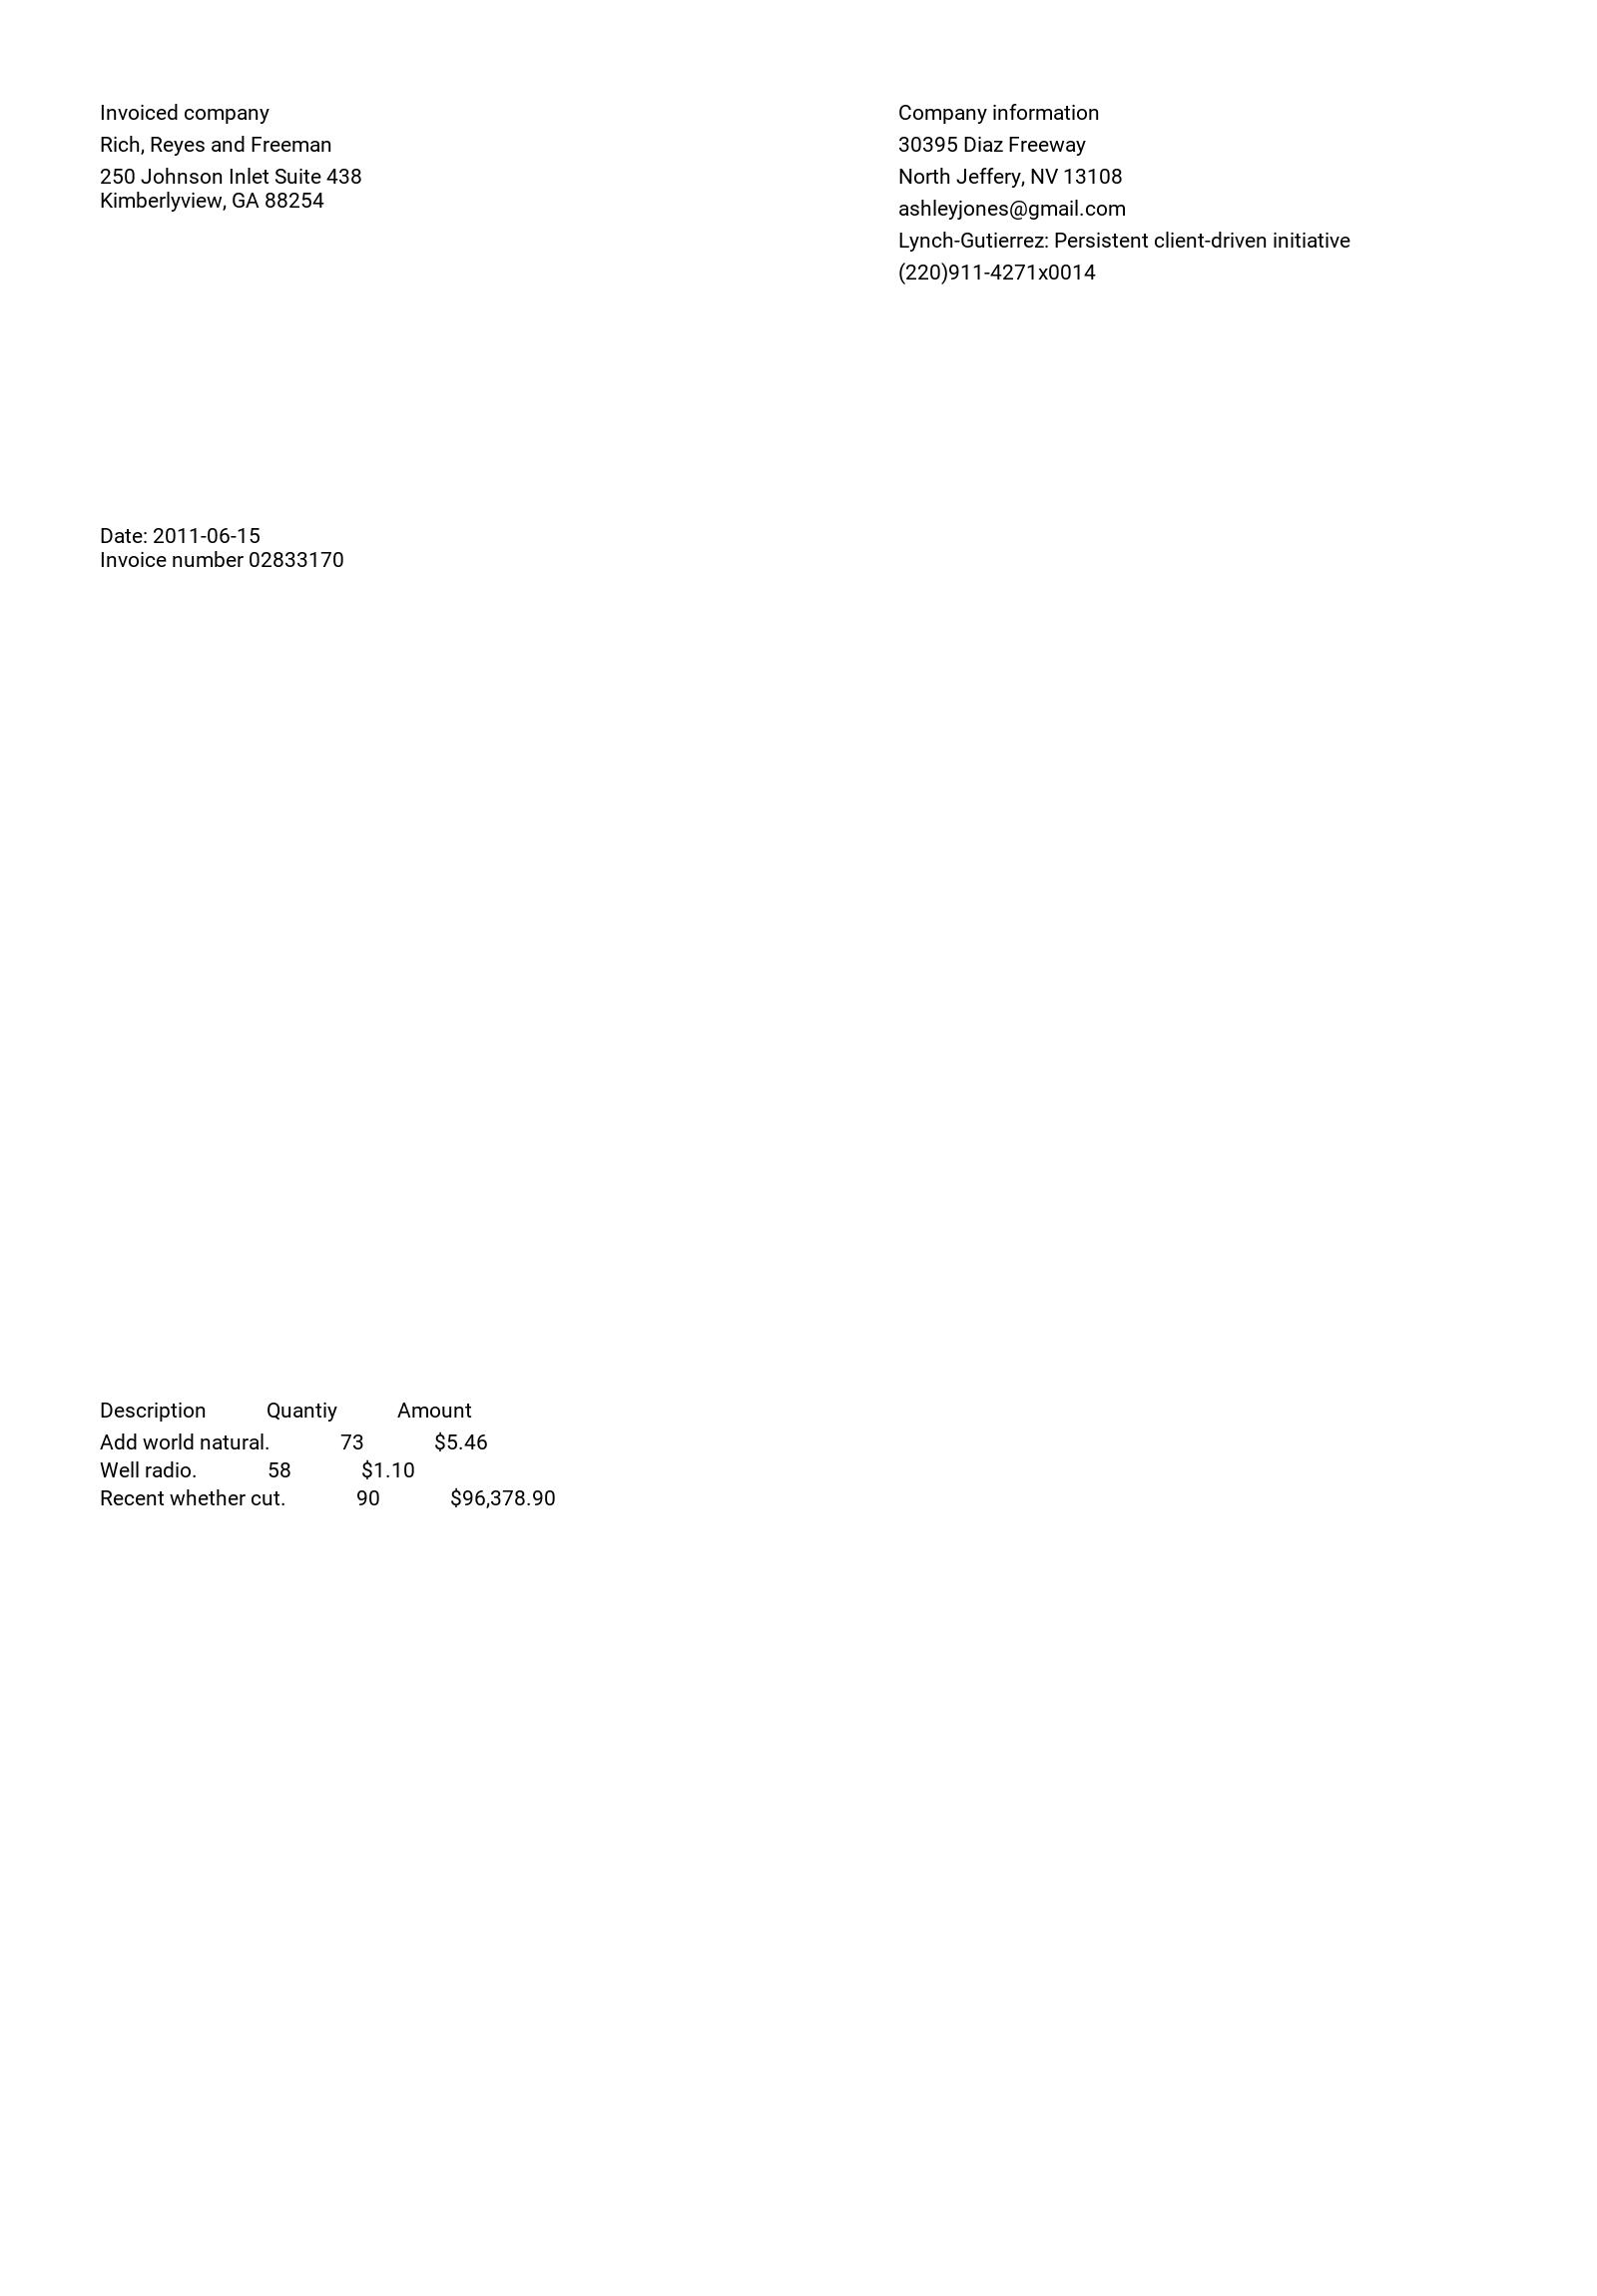 Invoiced company
Rich, Reyes and Freeman
250 Johnson Inlet Suite 438
Kimberlyview, GA 88254
Company information
30395 Diaz Freeway
North Jeffery, NV 13108
ashleyjones@gmail.com
Lynch-Gutierrez: Persistent client-driven initiative
(220)911-4271x0014
Date: 2011-06-15
Invoice number 02833170
Description Quantiy Amount
Add world natural. 73 $5.46
Well radio. 58 $1.10
Recent whether cut. 90 $96,378.90